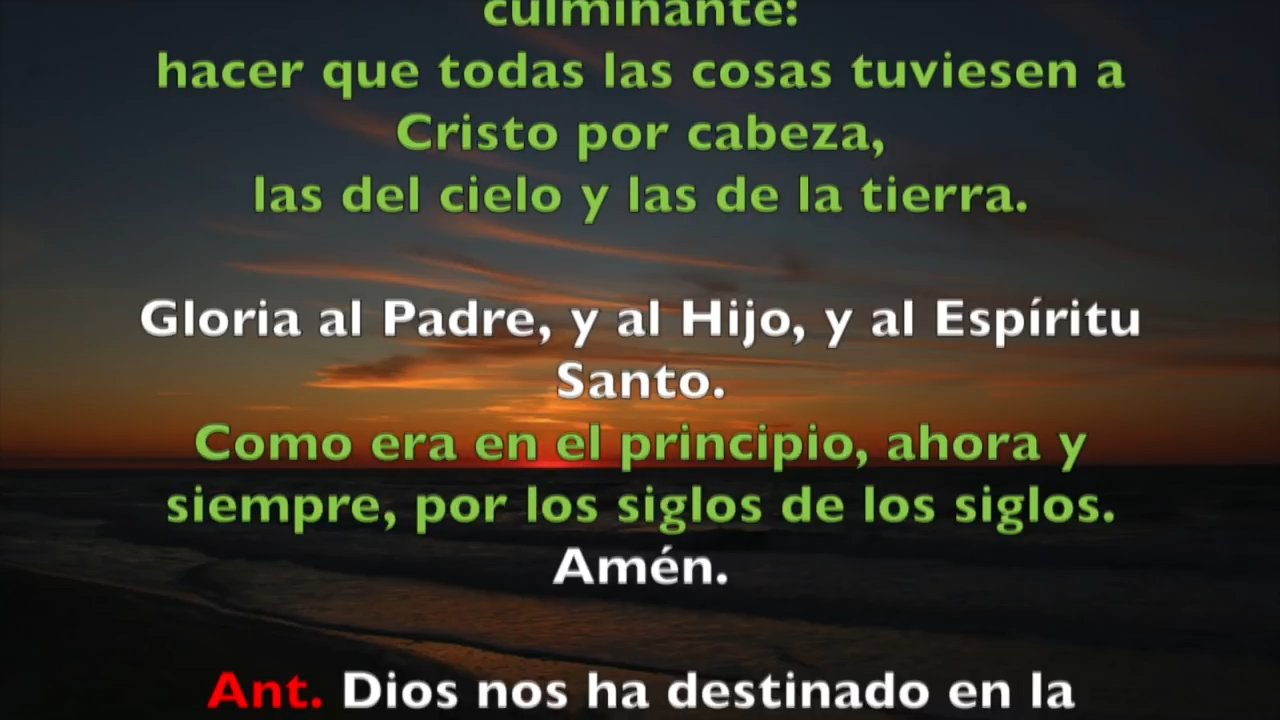 culminante:
hacer que todas las cosas tuviesen a
Cristo por cabeza,
las del cielo y las de la tierra.
Gloria al Padre, y al Hijo, y al Espíritu
Santo.
Como era en el principio, ahora y
siempre, por los siglos de los siglos.
Amén.
Ant. Dios nos ha destinado en la